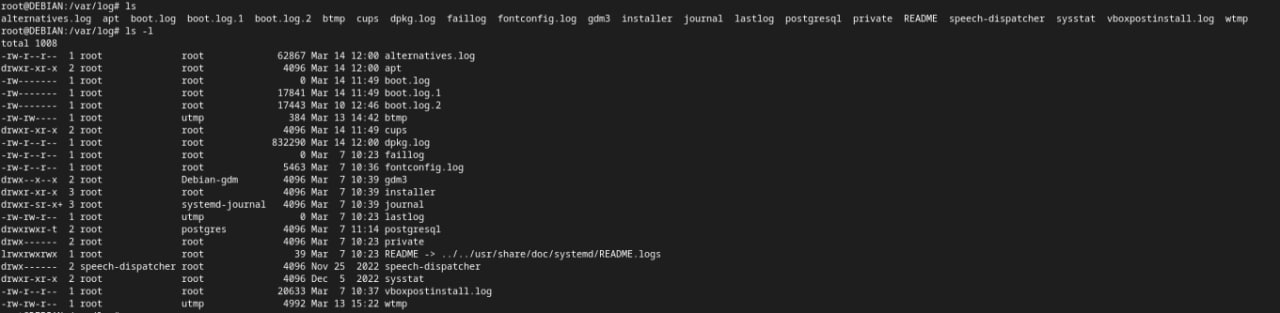 root@DEBIAN:/var/log# ls
alternatives.log  apt  boot.log  boot.log.1  boot.log.2  btmp  cups  dpkg.log  faillog  fontconfig.log  gdm3  installer  journal  lastlog  postgresql  private  README  speech-dispatcher  sysstat  vboxpostinstall.log  wtmp
root@DEBIAN:/var/log# ls -l
total 1008
-rw-r--r--  1 root              root              62867 Mar 14 12:00 alternatives.log
drwxr-xr-x  2 root              root               4096 Mar 14 12:00 apt
-rw-------  1 root              root                  0 Mar 14 11:49 boot.log
-rw-------  1 root              root              17841 Mar 14 11:49 boot.log.1
-rw-------  1 root              root              17443 Mar 10 12:46 boot.log.2
-rw-rw----  1 root              utmp                384 Mar 13 14:42 btmp
drwxr-xr-x  2 root              root               4096 Mar 14 11:49 cups
-rw-r--r--  1 root              root             832290 Mar 14 12:00 dpkg.log
-rw-r--r--  1 root              root                  0 Mar  7 10:23 faillog
-rw-r--r--  1 root              root               5463 Mar  7 10:36 fontconfig.log
drwx--x--x  2 root              Debian-gdm         4096 Mar  7 10:39 gdm3
drwxr-xr-x  3 root              root               4096 Mar  7 10:39 installer
drwxr-sr-x+ 3 root              systemd-journal    4096 Mar  7 10:39 journal
-rw-rw-r--  1 root              utmp                  0 Mar  7 10:23 lastlog
drwxrwxr-t  2 root              postgres           4096 Mar  7 11:14 postgresql
drwx------  2 root              root               4096 Mar  7 10:23 private
lrwxrwxrwx  1 root              root                 39 Mar  7 10:23 README -> ../../usr/share/doc/systemd/README.logs
drwx------  2 speech-dispatcher root               4096 Nov 25  2022 speech-dispatcher
drwxr-xr-x  2 root              root               4096 Dec  5  2022 sysstat
-rw-r--r--  1 root              root              20633 Mar  7 10:37 vboxpostinstall.log
-rw-rw-r--  1 root              utmp               4992 Mar 13 15:22 wtmp